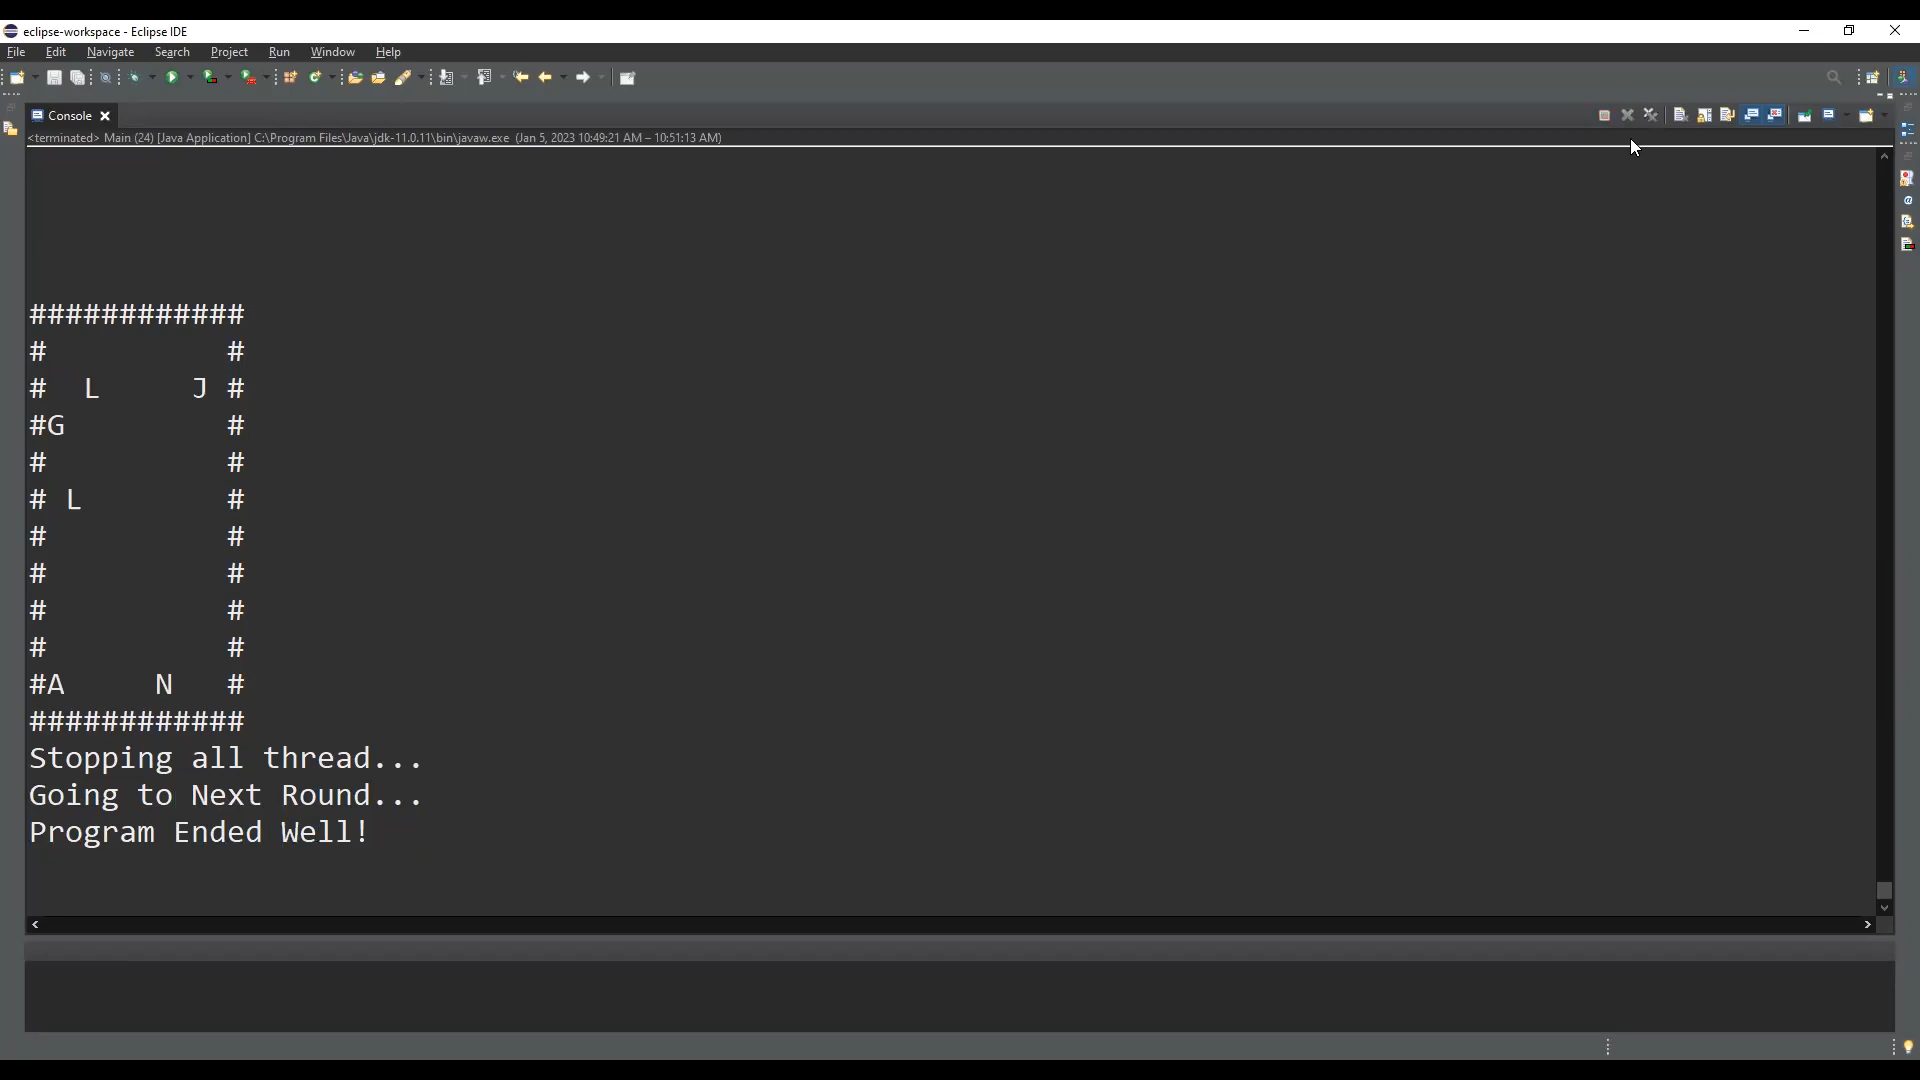 eclipse-workspace - Eclipse IDE
File Edit Navigate Search Project Run Window Help
Console
<terminated> Main (24) [Java Application] C:\Program Files\Java\jdk-11.0.11\bin\javaw.exe (Jan 5, 2023 10:49:21 AM – 10:51:13 AM)
############
#          #
#  L     J #
#G         #
#          #
# L        #
#          #
#          #
#          #
#          #
#A     N   #
############
Stopping all thread...
Going to Next Round...
Program Ended Well!